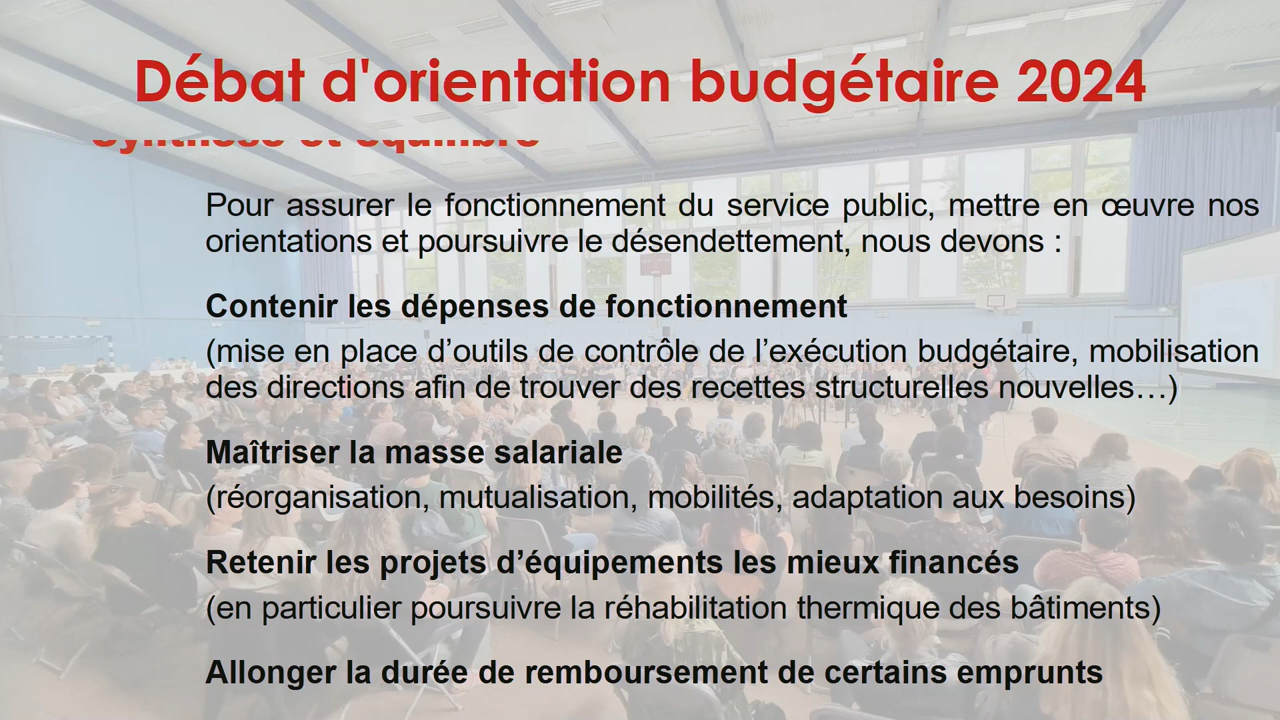 Débat d'orientation budgétaire 2024
Synthèse et équilibre
Pour assurer le fonctionnement du service public, mettre en œuvre nos
orientations et poursuivre le désendettement, nous devons :
Contenir les dépenses de fonctionnement
(mise en place d’outils de contrôle de l’exécution budgétaire, mobilisation
des directions afin de trouver des recettes structurelles nouvelles…)
Maîtriser la masse salariale
(réorganisation, mutualisation, mobilités, adaptation aux besoins)
Retenir les projets d’équipements les mieux financés
(en particulier poursuivre la réhabilitation thermique des bâtiments)
Allonger la durée de remboursement de certains emprunts